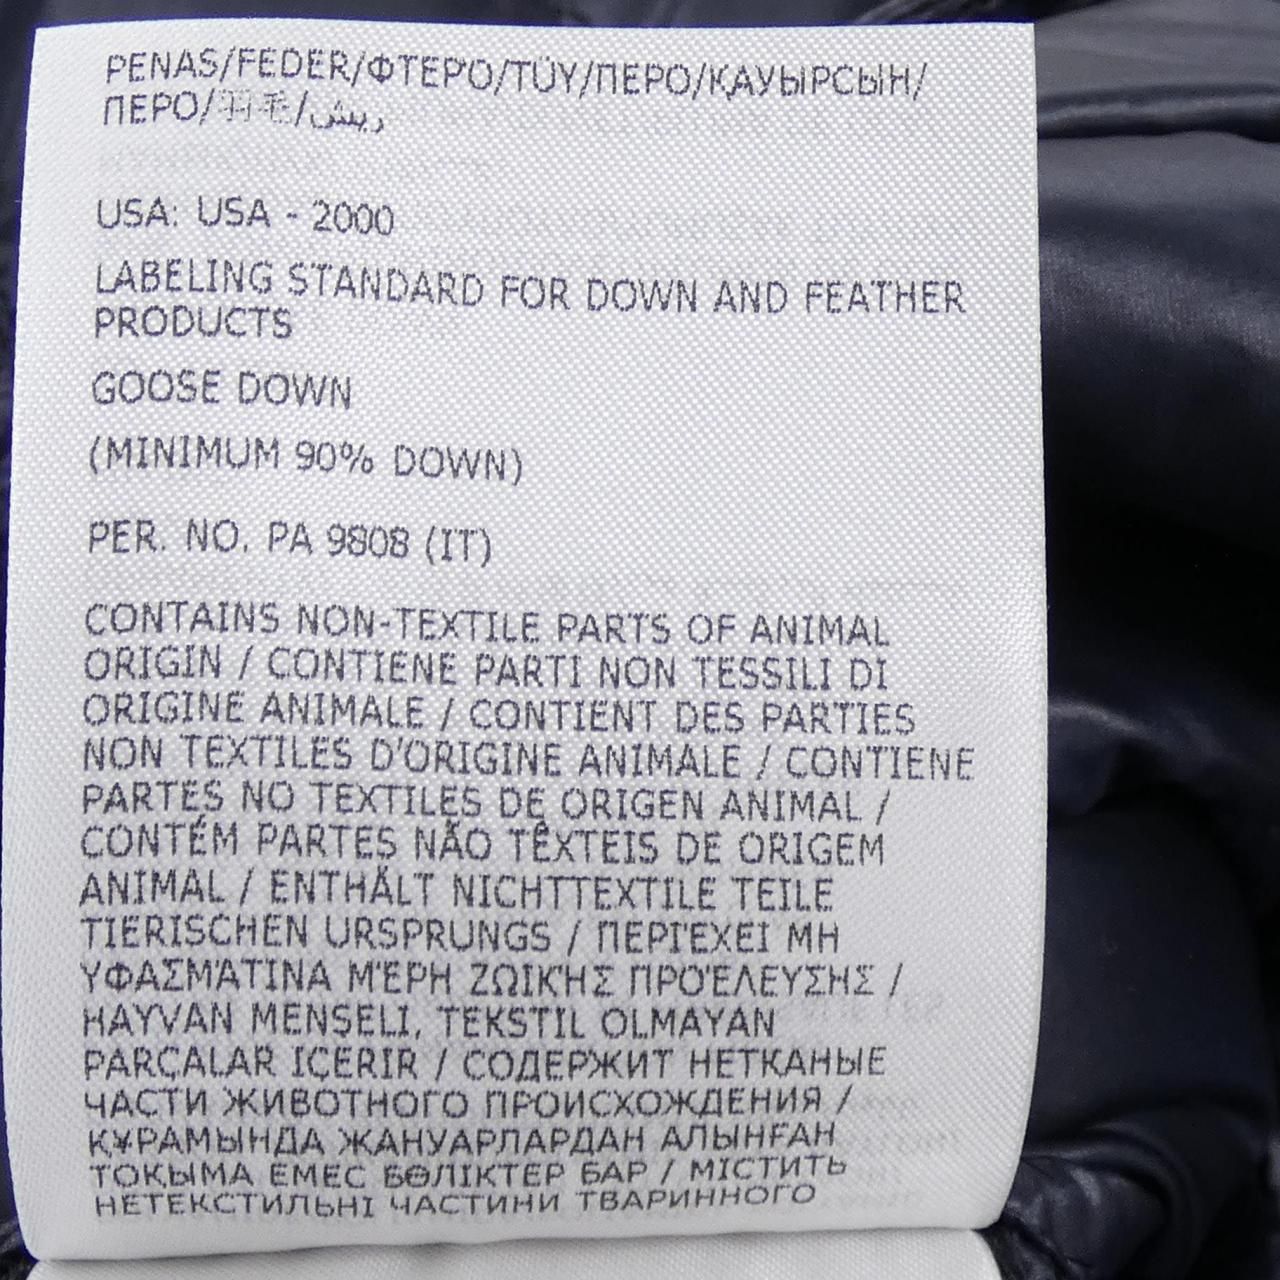 PENAS/FEDER/ΦΤΕΡΌ/TÜY/ПЕРО/ҚАУЫРСЫН/
ПЕРО/羽毛/ريش
USA: USA - 2000
LABELING STANDARD FOR DOWN AND FEATHER
PRODUCTS
GOOSE DOWN
(MINIMUM 90% DOWN)
PER. NO. PA 9808 (IT)
CONTAINS NON-TEXTILE PARTS OF ANIMAL
ORIGIN / CONTIENE PARTI NON TESSILI DI
ORIGINE ANIMALE / CONTIENT DES PARTIES
NON TEXTILES D'ORIGINE ANIMALE / CONTIENE
PARTES NO TEXTILES DE ORIGEN ANIMAL /
CONTÉM PARTES NÃO TÊXTEIS DE ORIGEM
ANIMAL / ENTHÄLT NICHTTEXTILE TEILE
TIERISCHEN URSPRUNGS / ΠΕΡΙΈΧΕΙ ΜΗ
ΥΦΑΣΜΆΤΙΝΑ ΜΈΡΗ ΖΩΙΚΉΣ ΠΡΟΈΛΕΥΣΗΣ /
HAYVAN MENŞELI, TEKSTIL OLMAYAN
PARÇALAR IÇERIR / СОДЕРЖИТ НЕТКАНЫЕ
ЧАСТИ ЖИВОТНОГО ПРОИСХОЖДЕНИЯ /
ҚҰРАМЫНДА ЖАНУАРЛАРДАН АЛЫНҒАН
ТОҚЫМА ЕМЕС БӨЛІКТЕР БАР / МІСТИТЬ
НЕТЕКСТИЛЬНІ ЧАСТИНИ ТВАРИННОГО